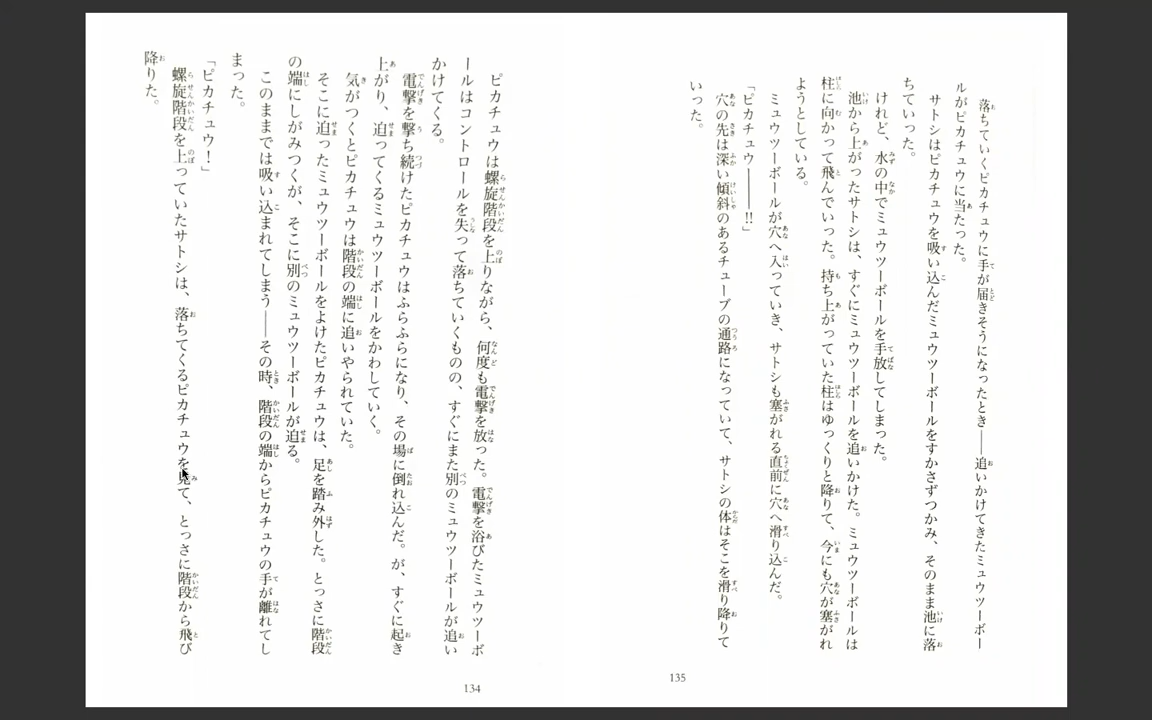 ピカチュウは螺旋階段を上りながら、何度も電撃を放った。電撃を浴びたミュウツーボ
ールはコントロールを失って落ちていくものの、すぐにまた別のミュウツーボールが追い
かけてくる。
電撃を撃ち続けたピカチュウはふらふらになり、その場に倒れ込んだ。が、すぐに起き
上がり、迫ってくるミュウツーボールをかわしていく。
気がつくとピカチュウは階段の端に追いやられていた。
そこに迫ったミュウツーボールをよけたピカチュウは、足を踏み外した。とっさに階段
の端にしがみつくが、そこに別のミュウツーボールが迫る。
このままでは吸い込まれてしまう――その時、階段の端からピカチュウの手が離れてし
まった。
「ピカチュウ！」
螺旋階段を上っていたサトシは、落ちてくるピカチュウを見て、とっさに階段から飛び
降りた。
134
落ちていくピカチュウに手が届きそうになったとき――追いかけてきたミュウツーボー
ルがピカチュウに当たった。
サトシはピカチュウを吸い込んだミュウツーボールをすかさずつかみ、そのまま池に落
ちていった。
けれど、水の中でミュウツーボールを手放してしまった。
池から上がったサトシは、すぐにミュウツーボールを追いかけた。ミュウツーボールは
柱に向かって飛んでいった。持ち上がっていた柱はゆっくりと降りて、今にも穴が塞がれ
ようとしている。
ミュウツーボールが穴へ入っていき、サトシも塞がれる直前に穴へ滑り込んだ。
「ピカチュウ―――!!」
穴の先は深い傾斜のあるチューブの通路になっていて、サトシの体はそこを滑り降りて
いった。
135